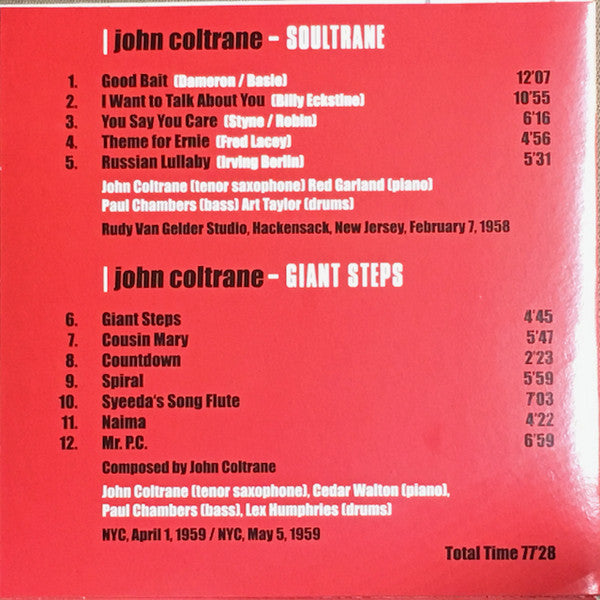 | john coltrane – SOULTRANE
1. Good Bait (Dameron / Basie) 12'07
2. I Want to Talk About You (Billy Eckstine) 10'55
3. You Say You Care (Styne / Robin) 6'16
4. Theme for Ernie (Fred Lacey) 4'56
5. Russian Lullaby (Irving Berlin) 5'31
John Coltrane (tenor saxophone) Red Garland (piano)
Paul Chambers (bass) Art Taylor (drums)
Rudy Van Gelder Studio, Hackensack, New Jersey, February 7, 1958
| john coltrane – GIANT STEPS
6. Giant Steps 4'45
7. Cousin Mary 5'47
8. Countdown 2'23
9. Spiral 5'59
10. Syeeda's Song Flute 7'03
11. Naima 4'22
12. Mr. P.C. 6'59
Composed by John Coltrane
John Coltrane (tenor saxophone), Cedar Walton (piano),
Paul Chambers (bass), Lex Humphries (drums)
NYC, April 1, 1959 / NYC, May 5, 1959
Total Time 77'28